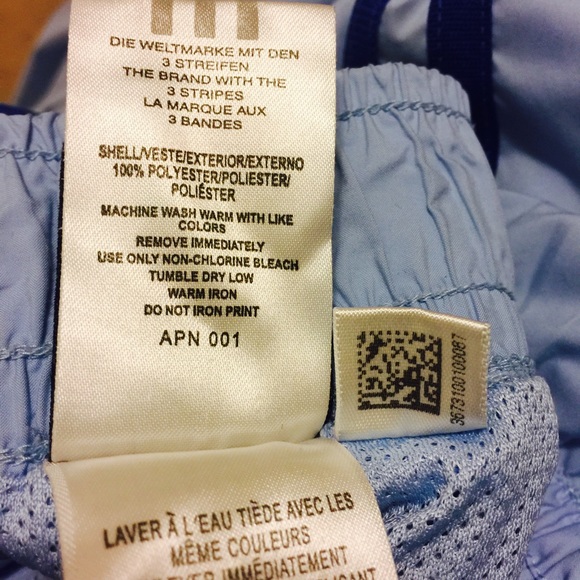 DIE WELTMARKE MIT DEN
3 STREIFEN
THE BRAND WITH THE
3 STRIPES
LA MARQUE AUX
3 BANDES
SHELL/VESTE/EXTERIOR/EXTERNO
100% POLYESTER/POLIESTER/
POLIÉSTER
MACHINE WASH WARM WITH LIKE
COLORS
REMOVE IMMEDIATELY
USE ONLY NON-CHLORINE BLEACH
TUMBLE DRY LOW
WARM IRON
DO NOT IRON PRINT
APN 001
3673100100087
LAVER À L'EAU TIÈDE AVEC LES
MÊME COULEURS
IMMÉDIATEMENT